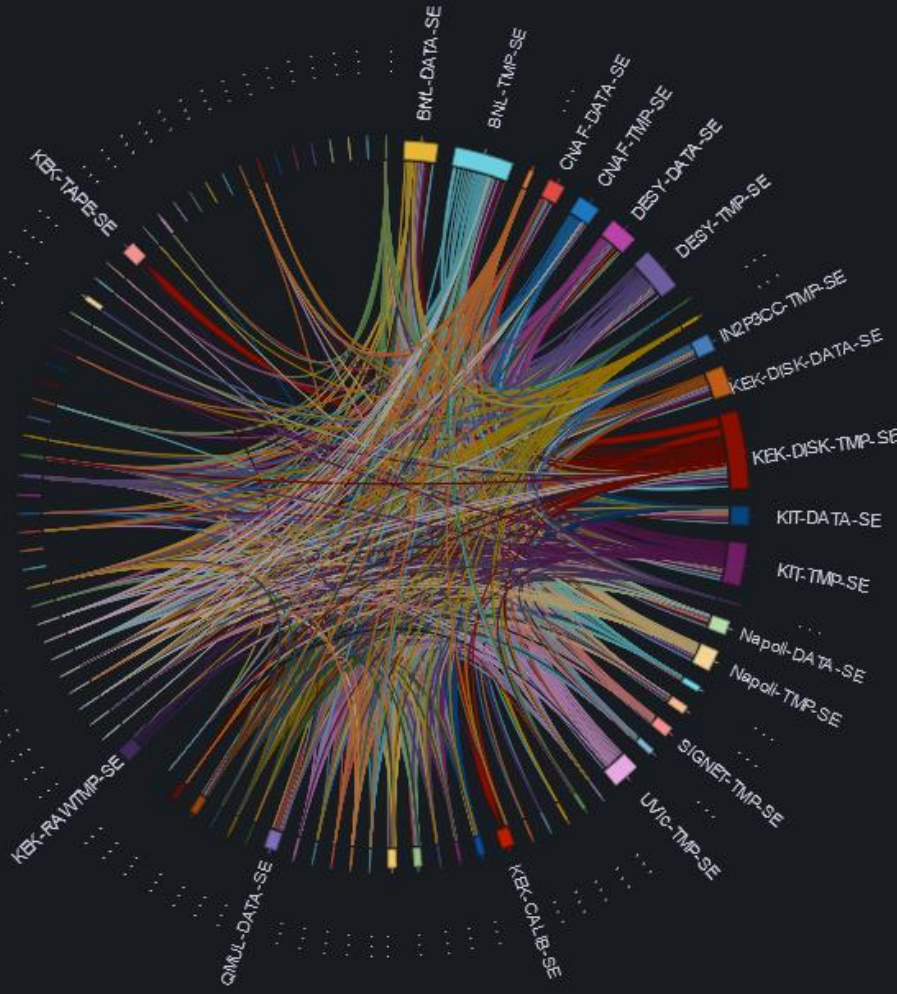 BNL-DATA-SE
BNL-TMP-SE
CNAF-DATA-SE
CNAF-TMP-SE
DESY-DATA-SE
DESY-TMP-SE
IN2P3CC-TMP-SE
KEK-DISK-DATA-SE
KEK-DISK-TMP-SE
KIT-DATA-SE
KIT-TMP-SE
Napoli-DATA-SE
Napoli-TMP-SE
SIGNET-TMP-SE
UVic-TMP-SE
KEK-CALIB-SE
QMUL-DATA-SE
KEK-RAWTMP-SE
KEK-TAPE-SE